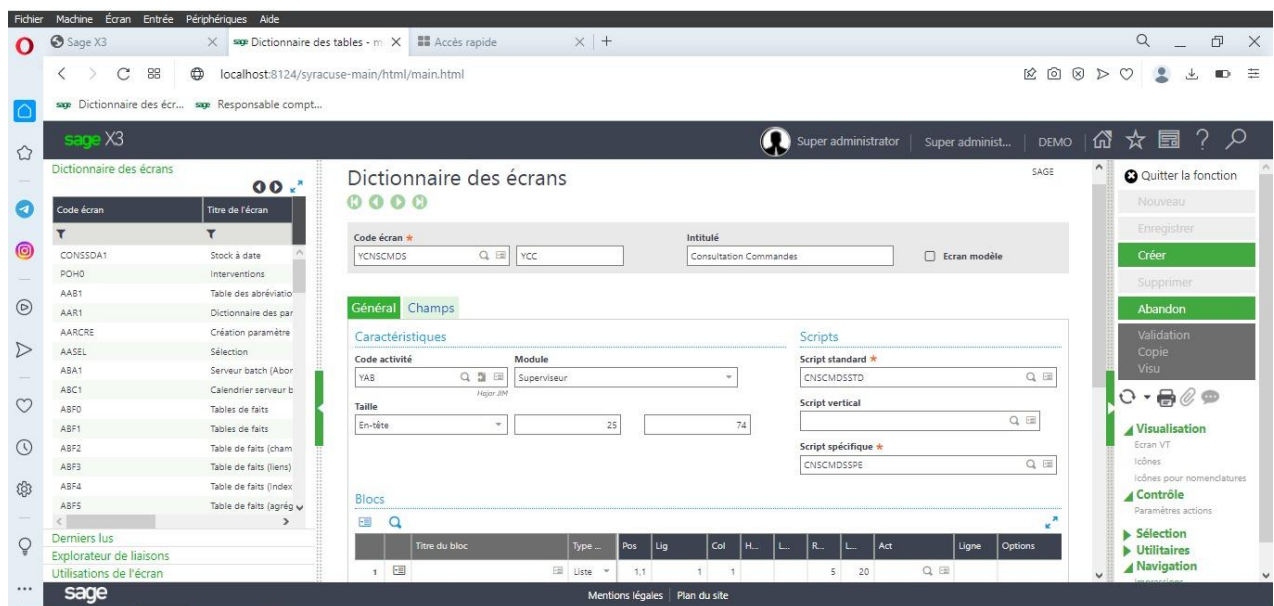 Fichier Machine Écran Entrée Périphériques Aide
Sage X3
sage Dictionnaire des tables - m
Accès rapide
localhost:8124/syracuse-main/html/main.html
sage Dictionnaire des écr... sage Responsable compt...
sage X3
Super administrator
Super administ...
DEMO
Dictionnaire des écrans
Code écran Titre de l'écran
CONSSDA1 Stock à date
POH0 Interventions
AAB1 Table des abréviatio
AAR1 Dictionnaire des par
AARCRE Création paramètre
AASEL Sélection
ABA1 Serveur batch (Abor
ABC1 Calendrier serveur b
ABF0 Tables de faits
ABF1 Tables de faits
ABF2 Table de faits (cham
ABF3 Table de faits (liens)
ABF4 Table de faits (Index
ABF5 Table de faits (agrég
Derniers lus
Explorateur de liaisons
Utilisations de l'écran
Dictionnaire des écrans
SAGE
Code écran * Intitulé
YCNSCMDS YCC Consultation Commandes Ecran modèle
Général Champs
Caractéristiques
Code activité Module
YAB Superviseur
Hajar JIM
Taille
En-tête 25 74
Scripts
Script standard *
CNSCMDSSTD
Script vertical
Script spécifique *
CNSCMDSSPE
Blocs
Titre du bloc Type ... Pos Lig Col H... L... R... L... Act Ligne Options
1 Liste 1,1 1 1 5 20
Quitter la fonction
Nouveau
Enregistrer
Créer
Supprimer
Abandon
Validation
Copie
Visu
Visualisation
Ecran VT
Icônes
Icônes pour nomenclatures
Contrôle
Paramètres actions
Sélection
Utilitaires
Navigation
Impressions
sage
Mentions légales Plan du site